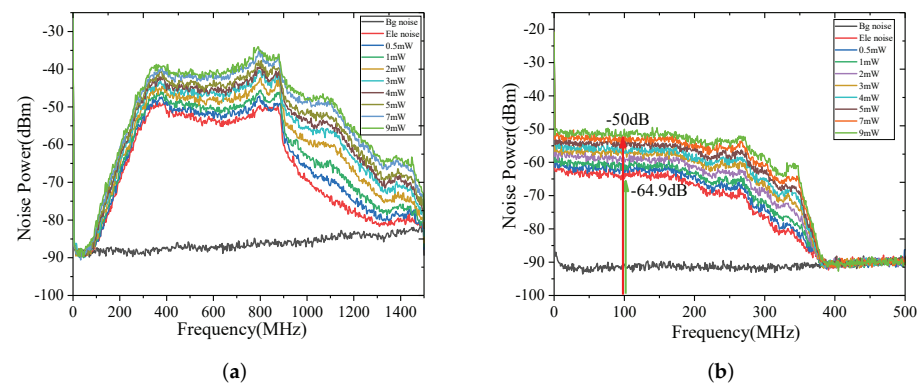 (a)
Noise Power(dBm)
-25
-30
-40
-50
-60
-70
-80
-90
-100
0 200 400 600 800 1000 1200 1400
Frequency(MHz)
Bg noise
Ele noise
0.5mW
1mW
2mW
3mW
4mW
5mW
7mW
9mW
(b)
Noise Power(dBm)
-15
-20
-30
-40
-50
-60
-70
-80
-90
-100
0 100 200 300 400 500
Frequency(MHz)
-50dB
-64.9dB
Bg noise
Ele noise
0.5mW
1mW
2mW
3mW
4mW
5mW
7mW
9mW
(a)
(b)